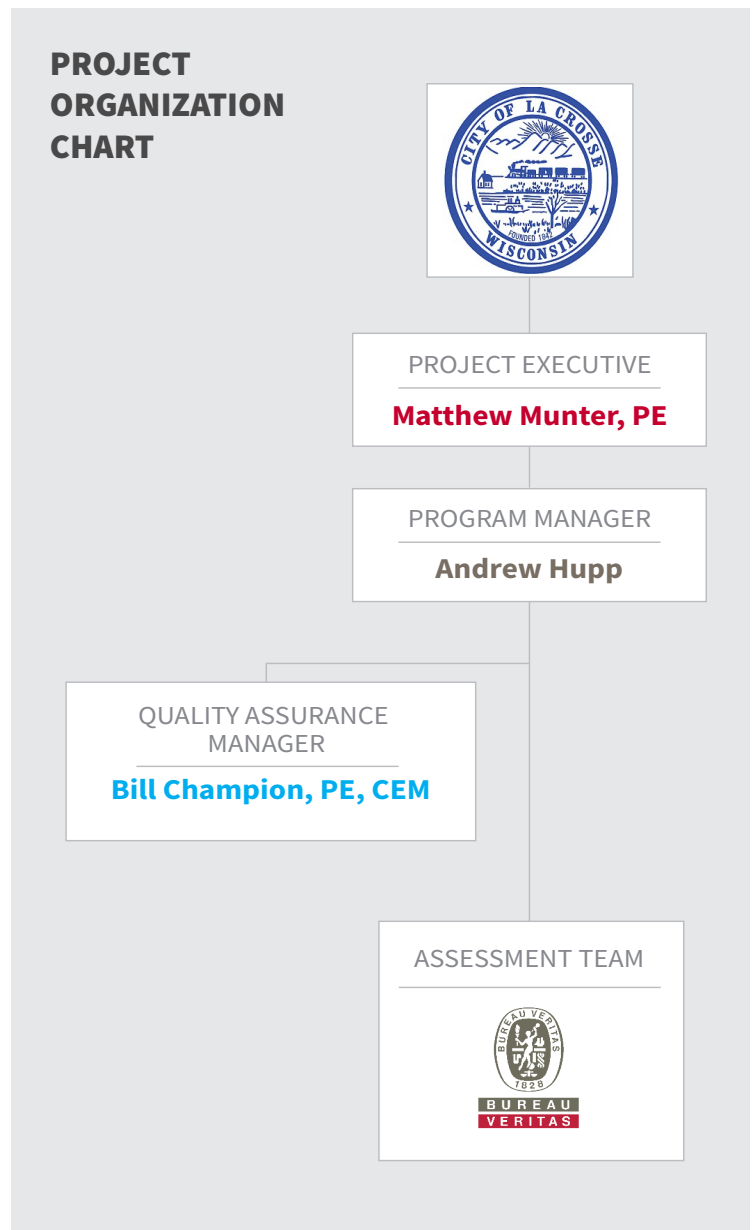 PROJECT
ORGANIZATION
CHART
CITY OF LA CROSSE
FOUNDED 1842
WISCONSIN
PROJECT EXECUTIVE
Matthew Munter, PE
PROGRAM MANAGER
Andrew Hupp
QUALITY ASSURANCE
MANAGER
Bill Champion, PE, CEM
ASSESSMENT TEAM
BUREAU VERITAS
1828
BUREAU
VERITAS